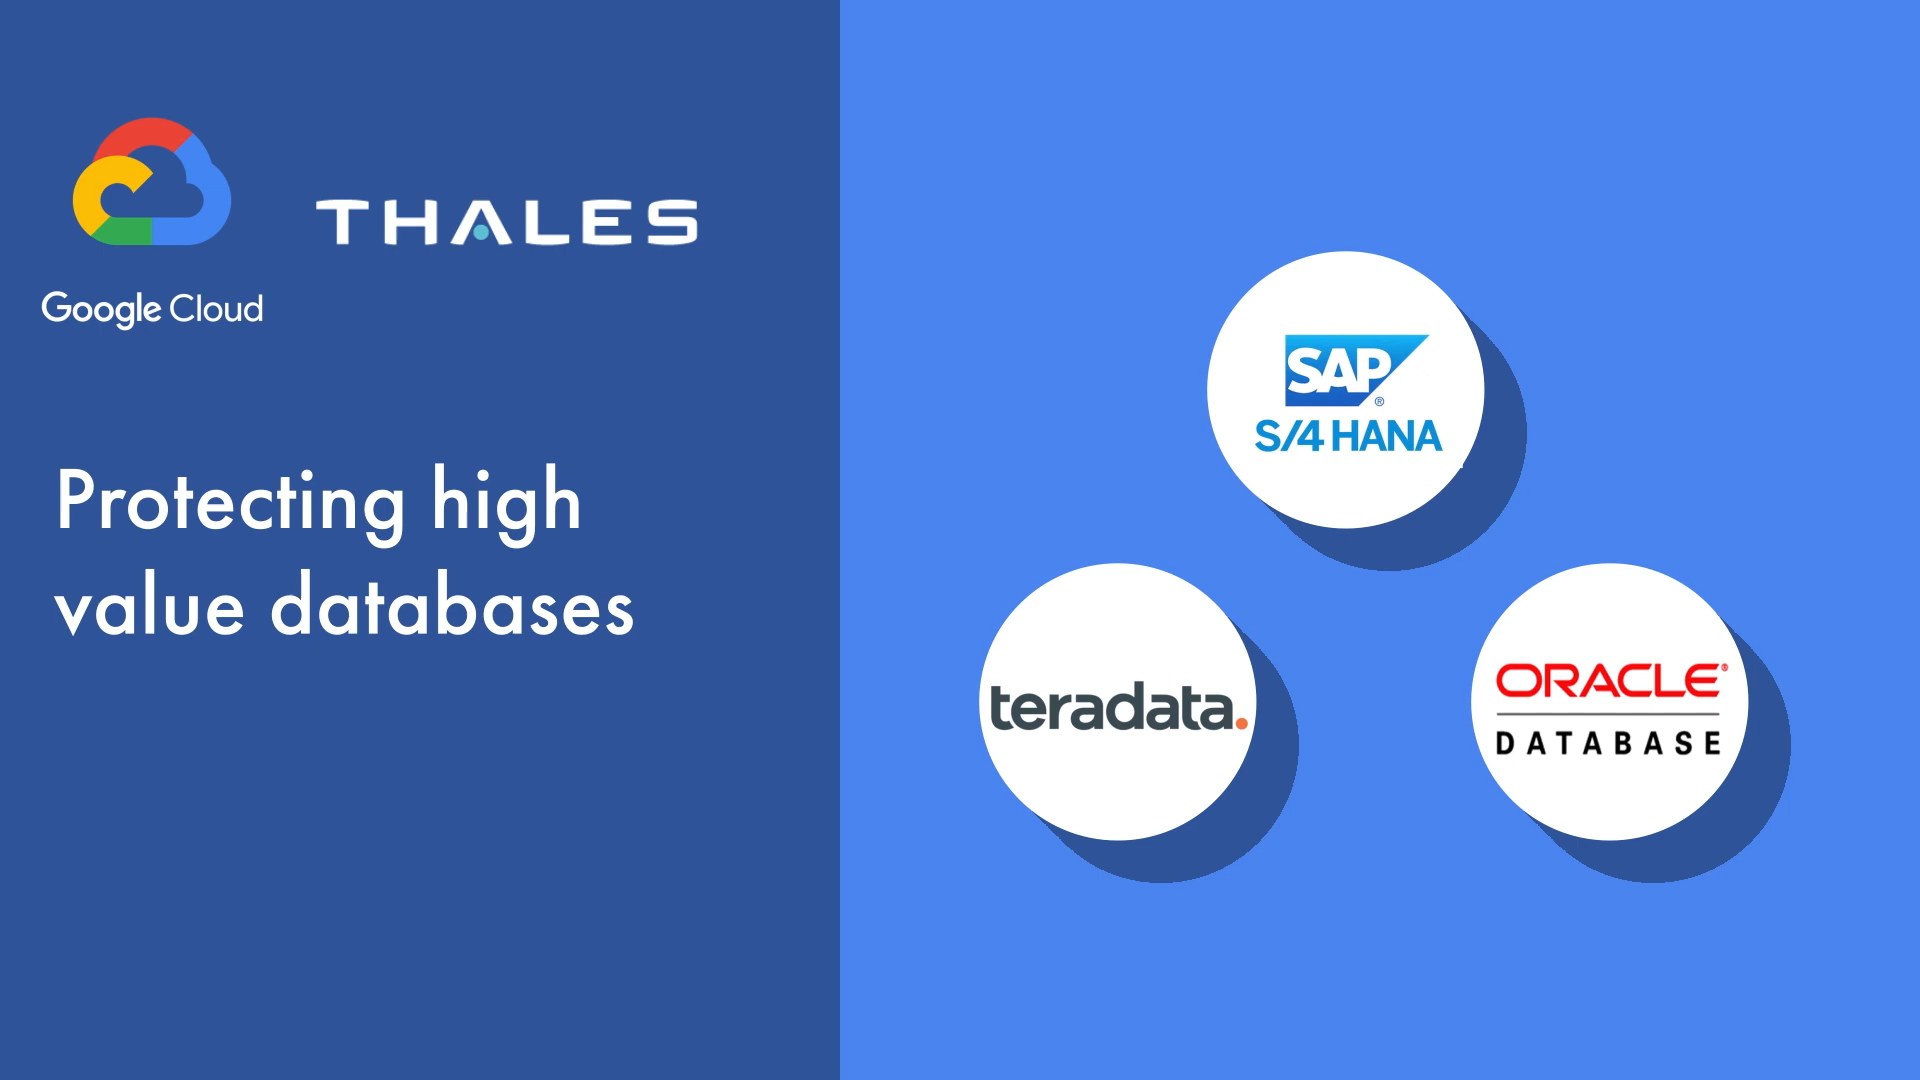 THALES
Google Cloud
Protecting high
value databases
SAP®
S/4 HANA
teradata.
ORACLE®
DATABASE